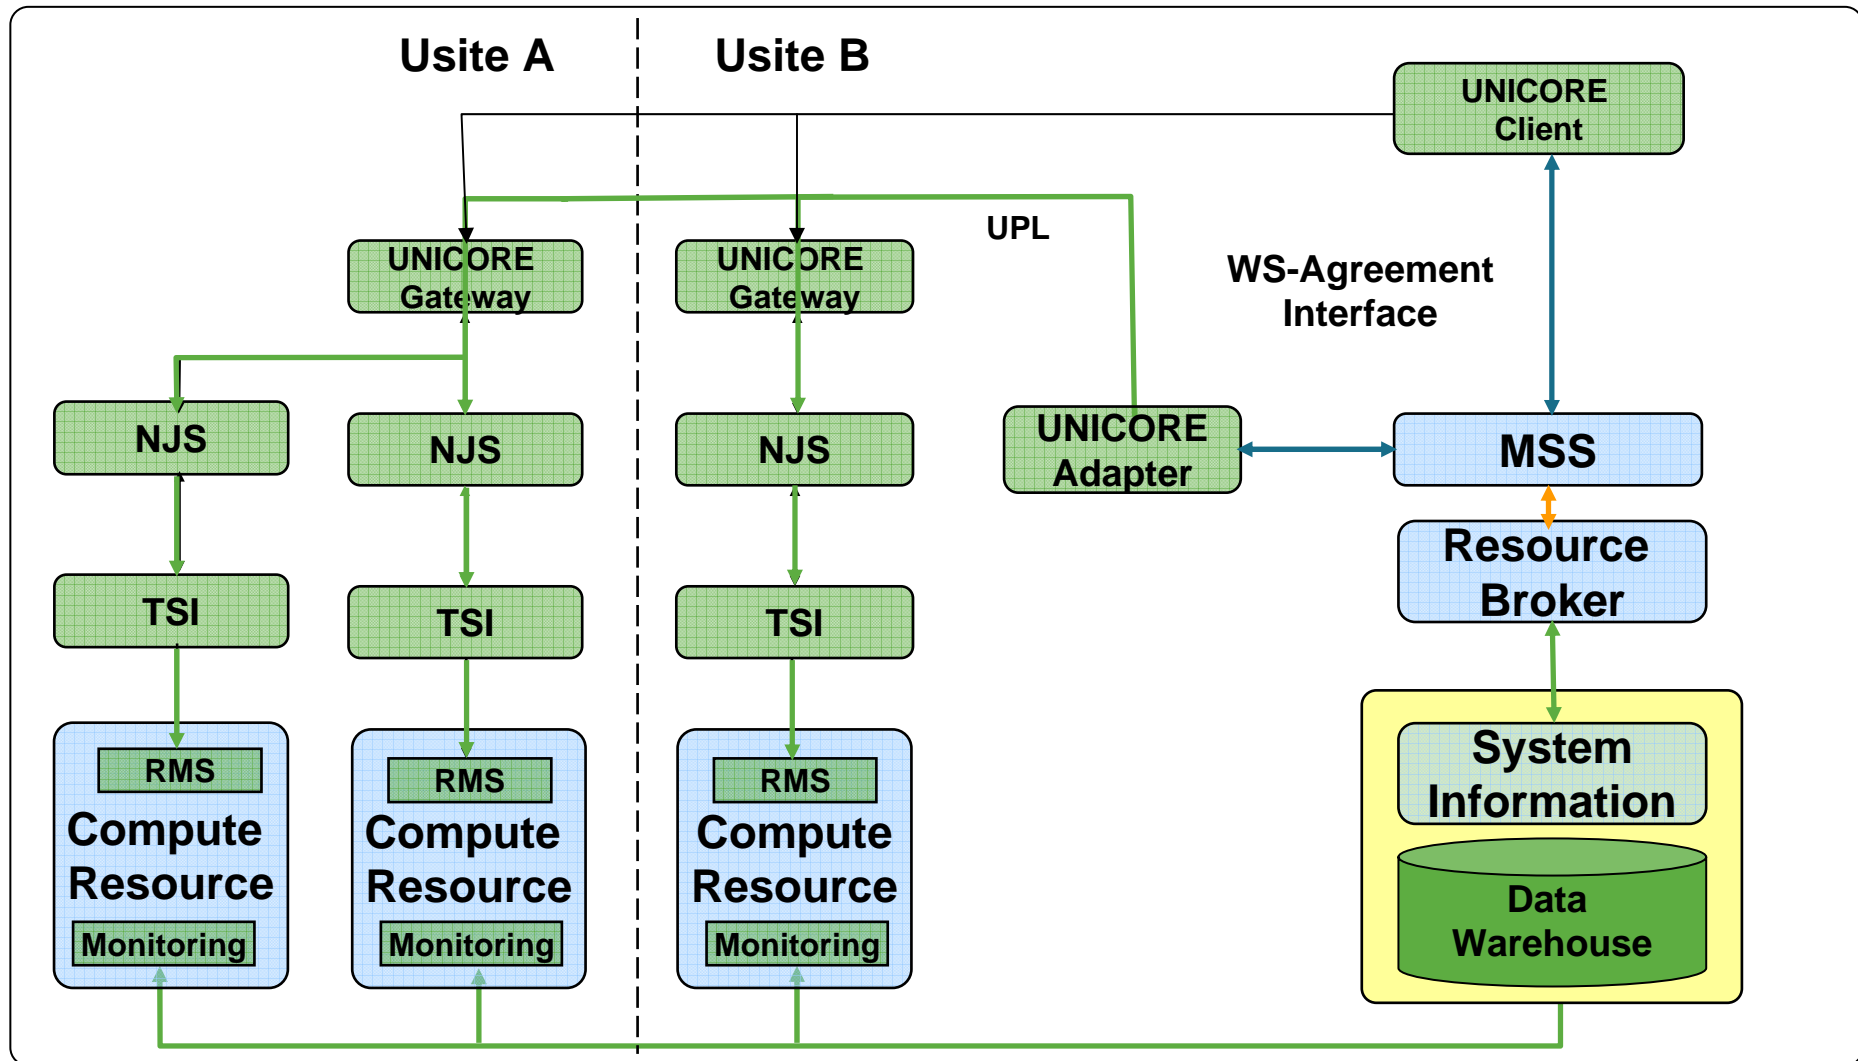 Usite A
Usite B
UNICORE
Client
UPL
WS-Agreement
Interface
UNICORE
Gateway
UNICORE
Gateway
NJS
NJS
NJS
UNICORE
Adapter
MSS
Resource
Broker
TSI
TSI
TSI
RMS
Compute
Resource
Monitoring
RMS
Compute
Resource
Monitoring
RMS
Compute
Resource
Monitoring
System
Information
Data
Warehouse